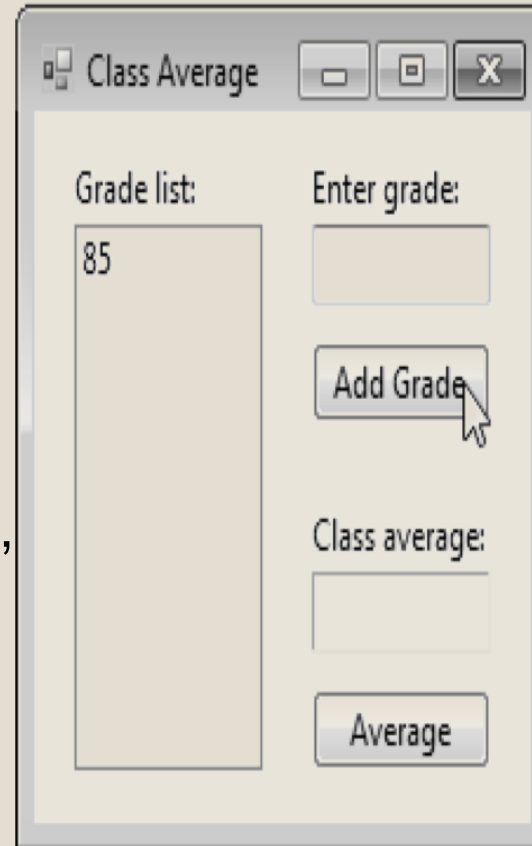 Class Average
Grade list:
Enter grade:
85
Add Grade
,
Class average:
Average